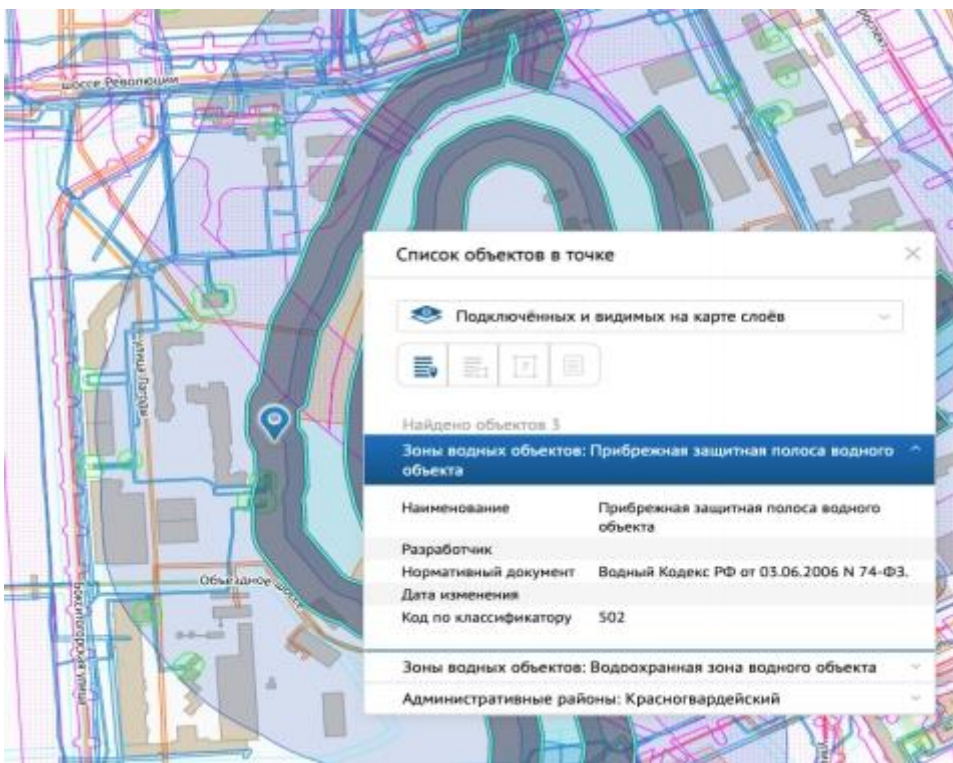 шоссе Революции
проспект
Список объектов в точке
Подключённых и видимых на карте слоёв
Найдено объектов 3
Зоны водных объектов: Прибрежная защитная полоса водного
объекта
Наименование
Прибрежная защитная полоса водного
объекта
Разработчик
Нормативный документ
Водный Кодекс РФ от 03.06.2006 N 74-ФЗ.
Дата изменения
Код по классификатору
502
Зоны водных объектов: Водоохранная зона водного объекта
Административные районы: Красногвардейский
улица
Объездное шоссе
Бокситогорская улица